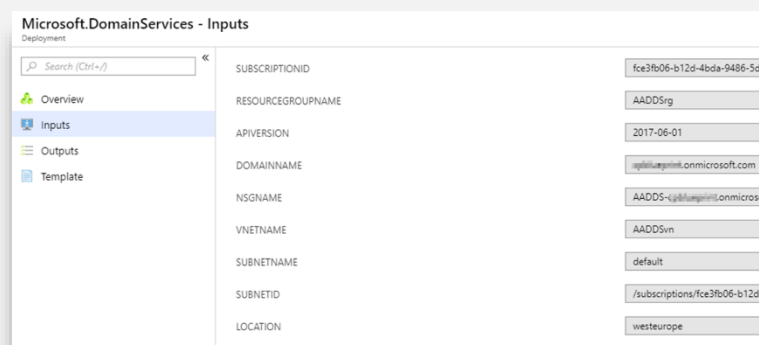 Microsoft.DomainServices - Inputs
Deployment
Search (Ctrl+/)
«
Overview
Inputs
Outputs
Template
SUBSCRIPTIONID
fce3fb06-b12d-4bda-9486-5d
RESOURCEGROUPNAME
AADDSrg
APIVERSION
2017-06-01
DOMAINNAME
.onmicrosoft.com
NSGNAME
AADDS- .onmicros
VNETNAME
AADDSvn
SUBNETNAME
default
SUBNETID
/subscriptions/fce3fb06-b12d
LOCATION
westeurope